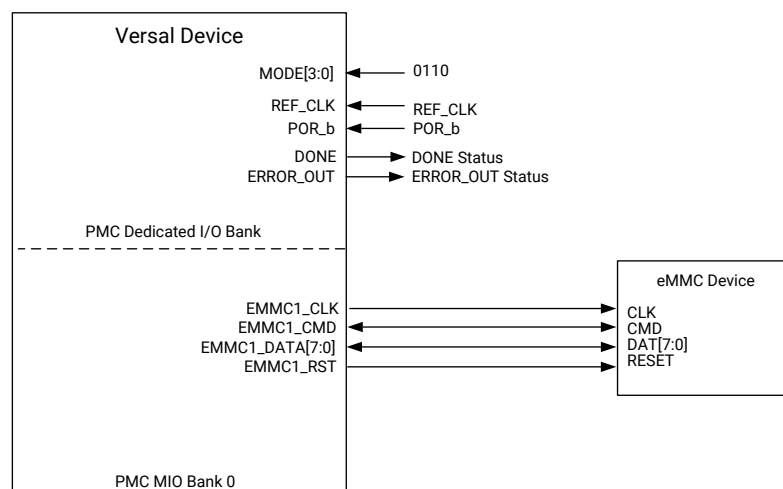 Versal Device
MODE[3:0] 0110
REF_CLK REF_CLK
POR_b POR_b
DONE DONE Status
ERROR_OUT ERROR_OUT Status
PMC Dedicated I/O Bank
eMMC Device
EMMC1_CLK CLK
EMMC1_CMD CMD
EMMC1_DATA[7:0] DAT[7:0]
EMMC1_RST RESET
PMC MIO Bank 0